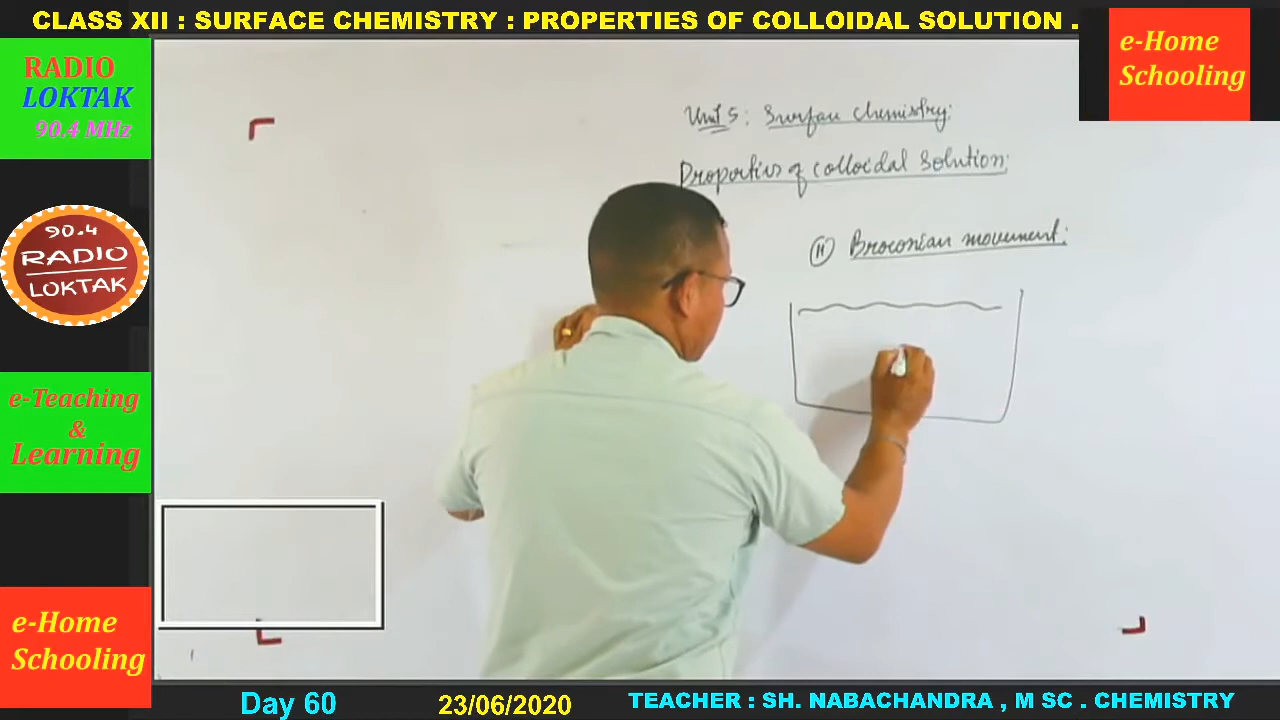 CLASS XII : SURFACE CHEMISTRY : PROPERTIES OF COLLOIDAL SOLUTION .
RADIO
LOKTAK
90.4 MHz
e-Home
Schooling
Unit 5 : Surface chemistry:
Properties of colloidal solution:
(ii) Brownian movement:
90.4
RADIO
LOKTAK
e-Teaching
&
Learning
e-Home
Schooling
Day 60
23/06/2020
TEACHER : SH. NABACHANDRA , M SC . CHEMISTRY